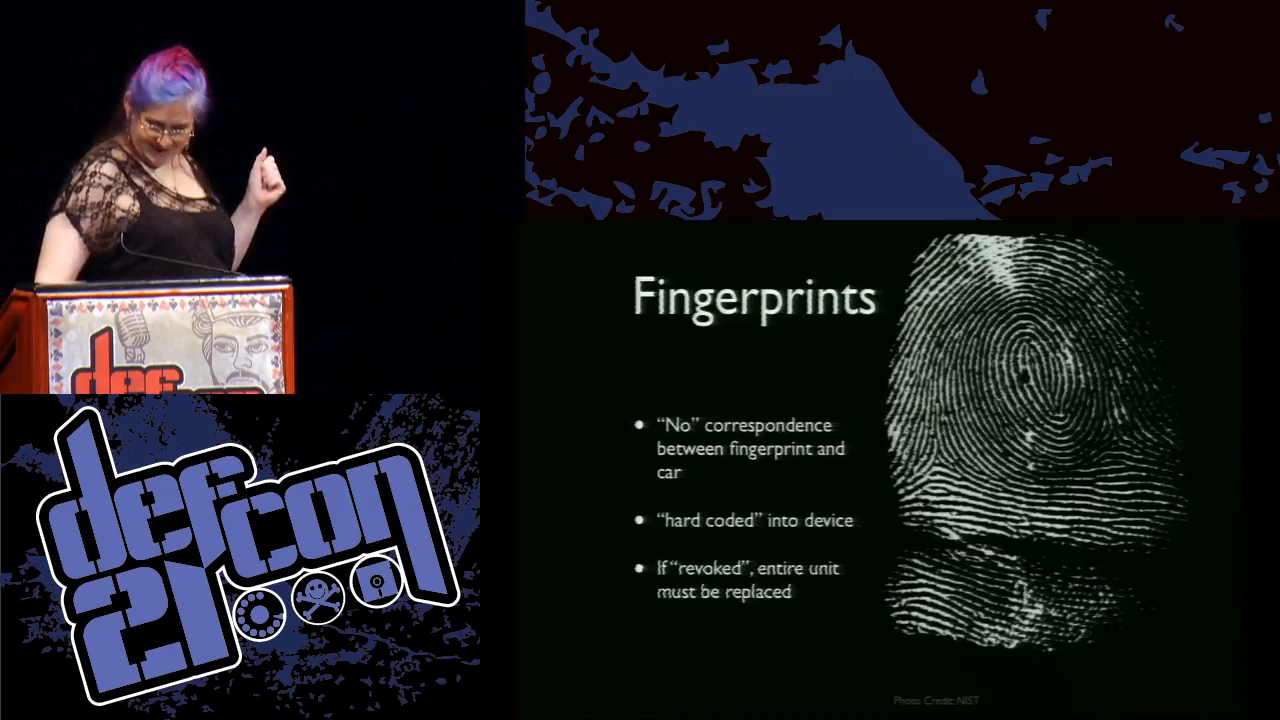 def
Fingerprints
• “No” correspondence
between fingerprint and
car
• “hard coded” into device
• If “revoked”, entire unit
must be replaced
Photo Credit: NIST
defcon
21